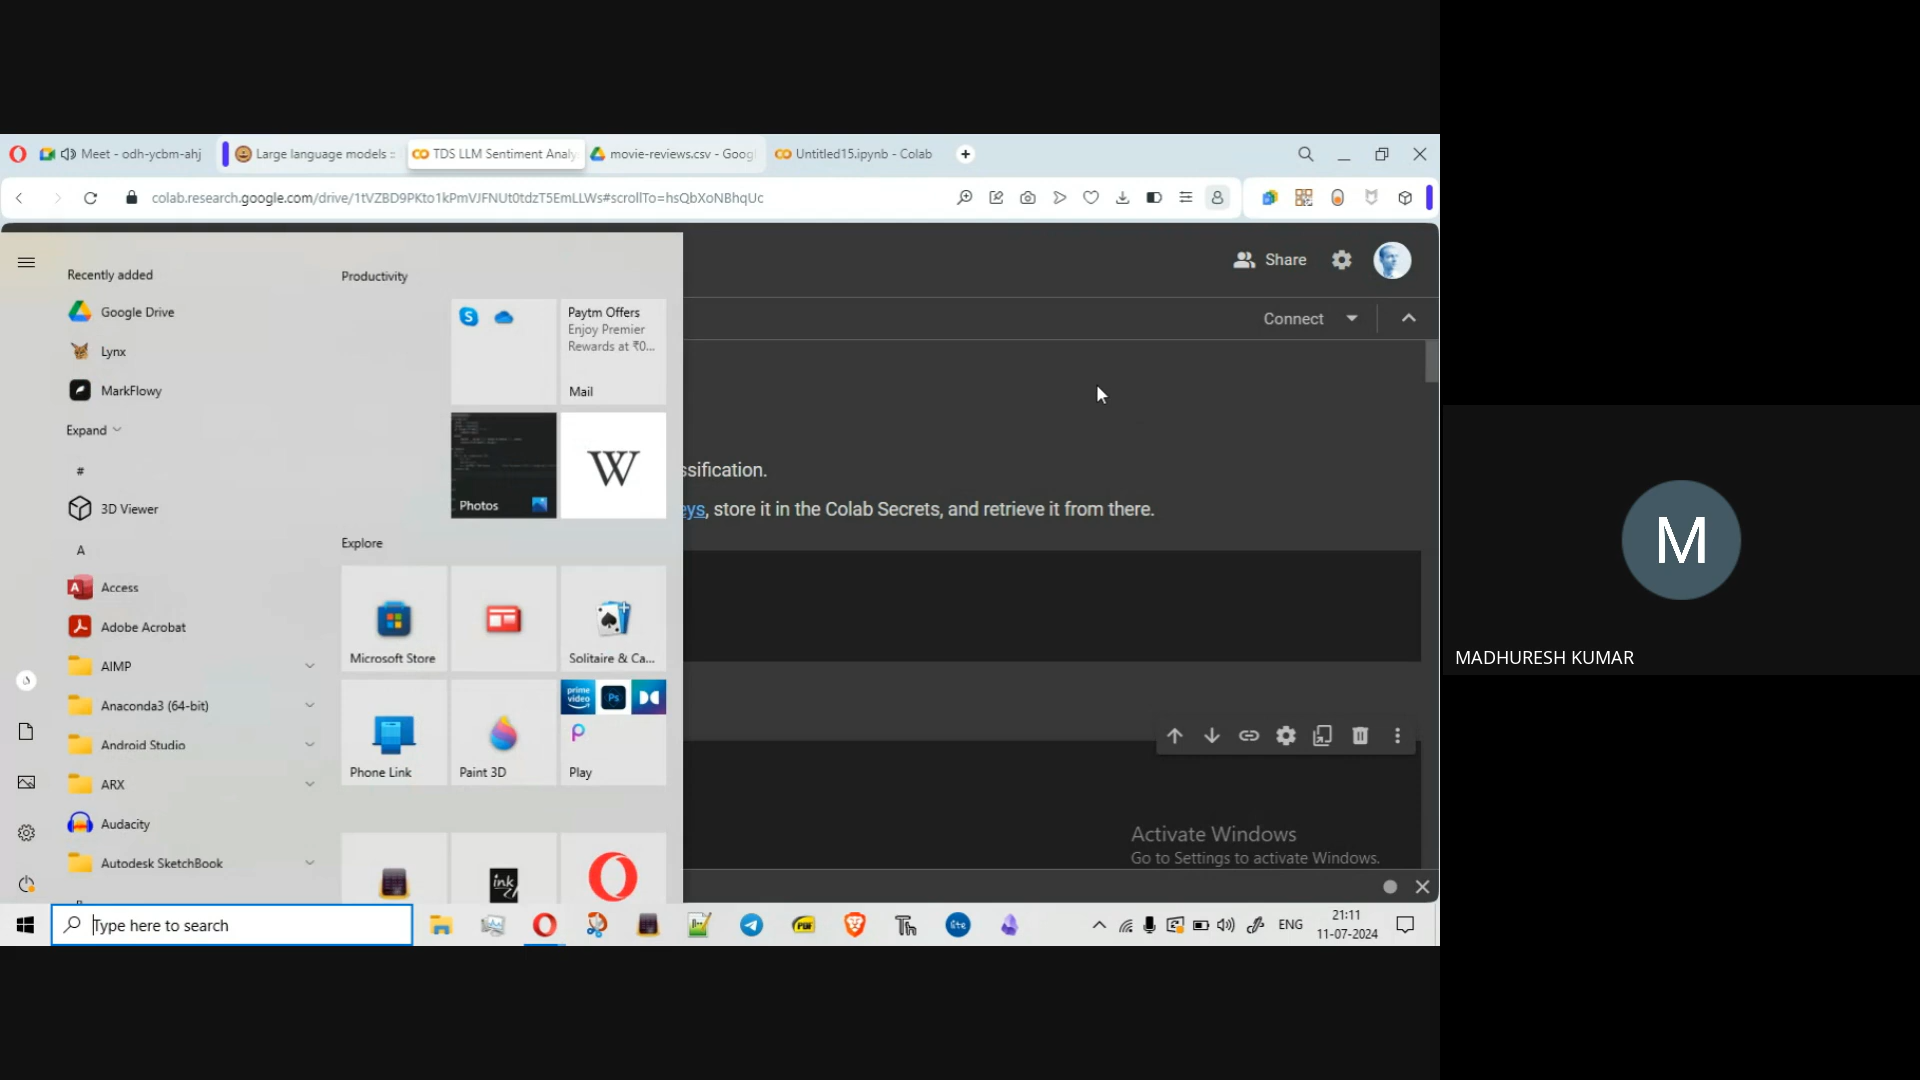 Meet - odh-ycbm-ahj
Large language models ::
TDS LLM Sentiment Analy
movie-reviews.csv - Goog
Untitled15.ipynb - Colab
colab.research.google.com/drive/1tVZBD9PKto1kPmVJFNUt0tdzT5EmLLWs#scrollTo=hsQbXoNBhqUc
Share
Connect
Recently added
Google Drive
Lynx
MarkFlowy
Expand
#
3D Viewer
A
Access
Adobe Acrobat
AIMP
Anaconda3 (64-bit)
Android Studio
ARX
Audacity
Autodesk SketchBook
Productivity
Paytm Offers
Enjoy Premier
Rewards at ₹0...
Mail
Photos
W
Explore
Microsoft Store
Solitaire & Ca...
Phone Link
Paint 3D
prime video
Ps
Play
ink
ssification.
eys, store it in the Colab Secrets, and retrieve it from there.
Activate Windows
Go to Settings to activate Windows.
Type here to search
ENG
21:11
11-07-2024
M
MADHURESH KUMAR